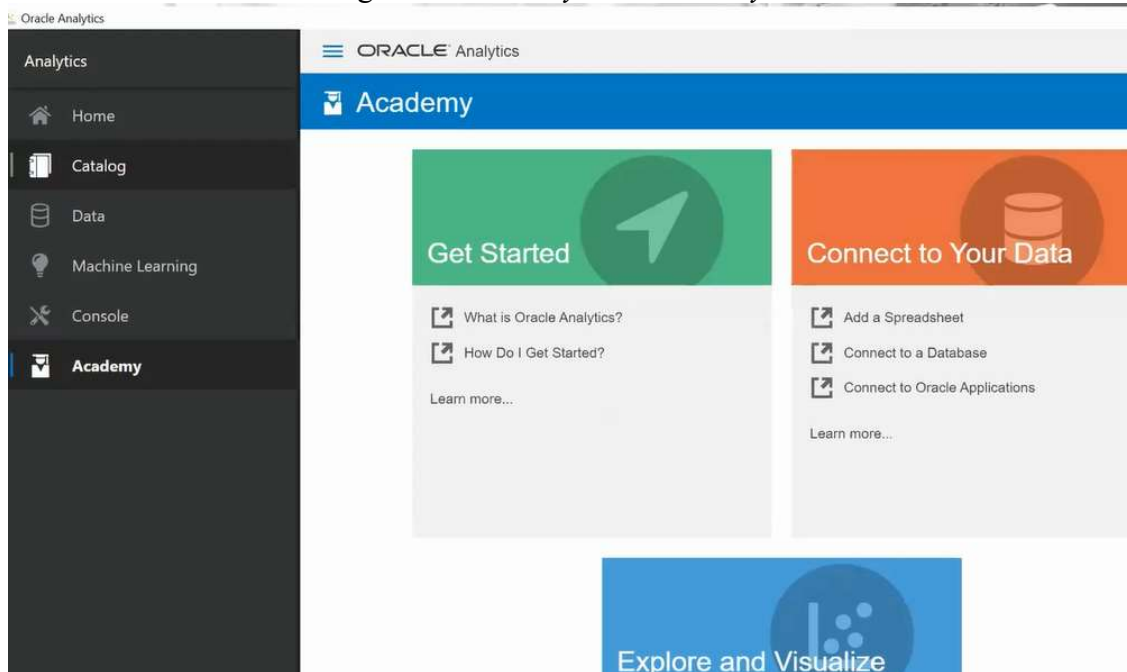 Oracle Analytics
Analytics
Home
Catalog
Data
Machine Learning
Console
Academy
ORACLE Analytics
Academy
Get Started
What is Oracle Analytics?
How Do I Get Started?
Learn more...
Connect to Your Data
Add a Spreadsheet
Connect to a Database
Connect to Oracle Applications
Learn more...
Explore and Visualize